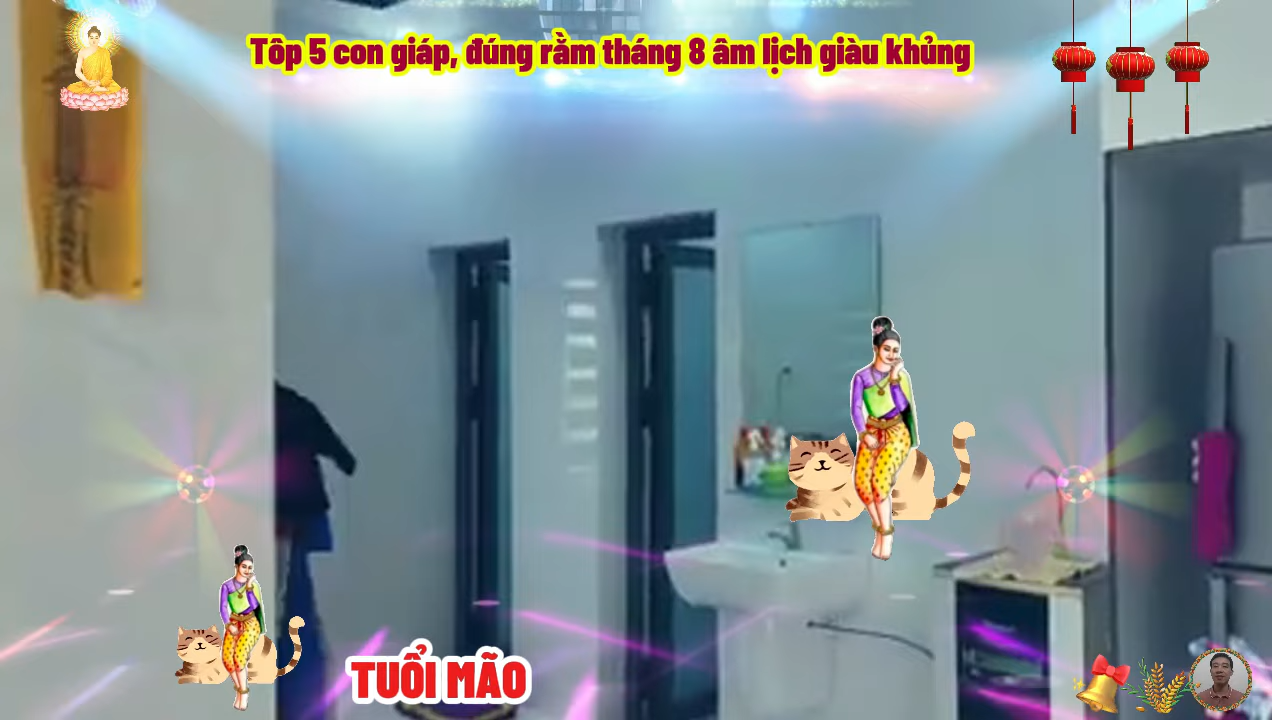 Tôp 5 con giáp, đúng rằm tháng 8 âm lịch giàu khủng
TUỔI MÃO